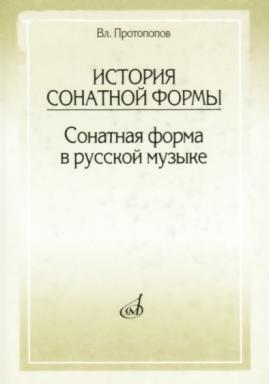 Вл. Протопопов
ИСТОРИЯ
СОНАТНОЙ ФОРМЫ
Сонатная форма
в русской музыке